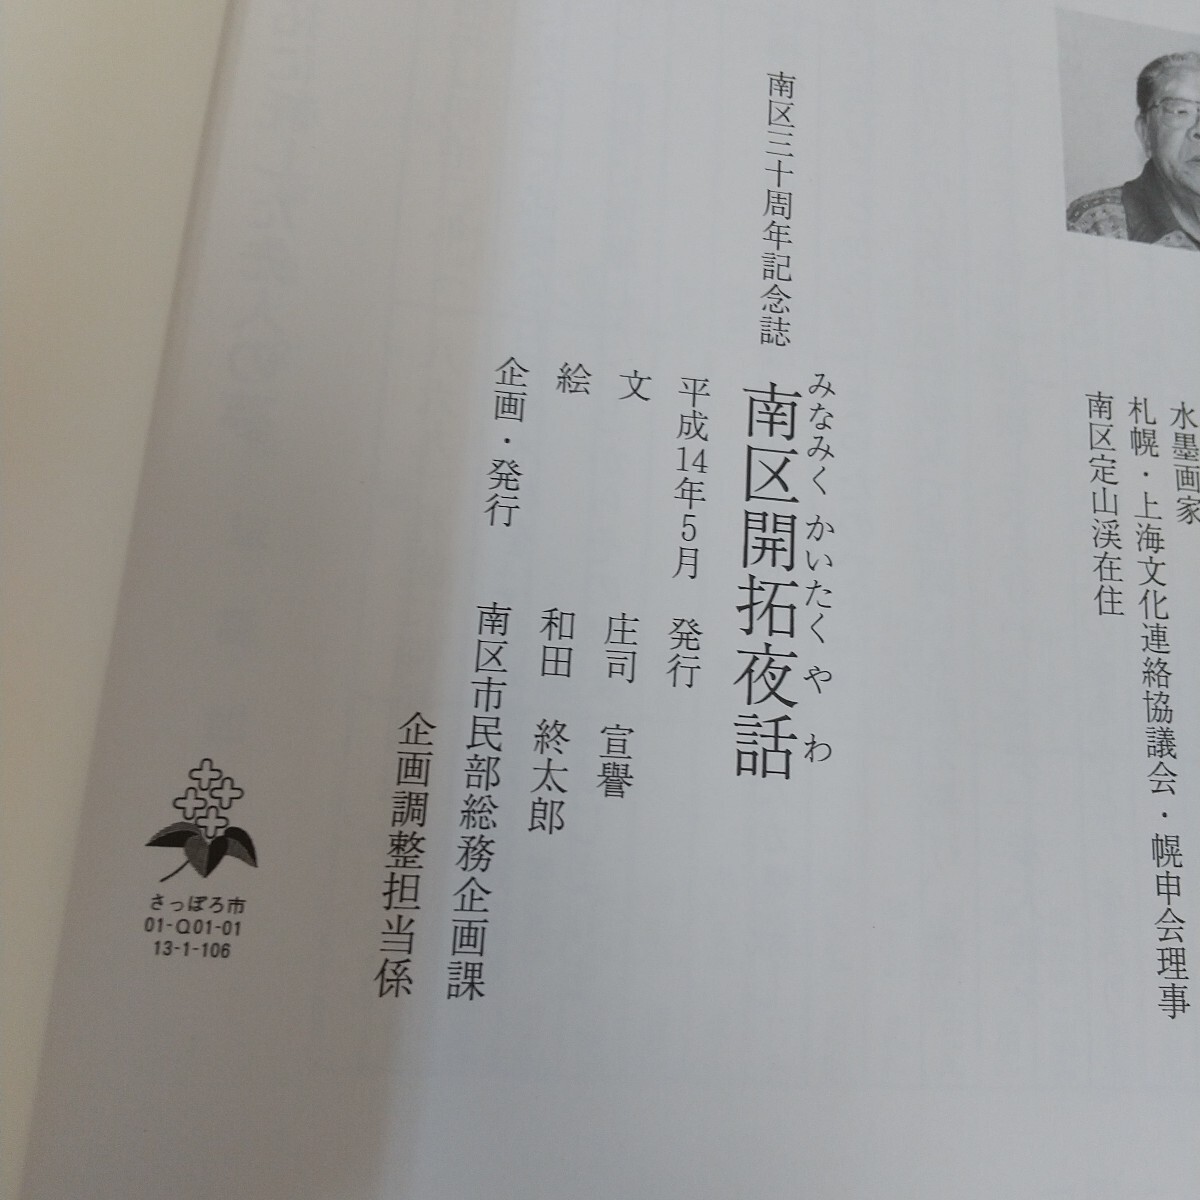 水墨画家
札幌・上海文化連絡協議会・幌申会理事
南区定山渓在住
南区三十周年記念誌
みなみく かいたく やわ
南区開拓夜話
平成14年5月 発行
文 庄司 宣譽
絵 和田 終太郎
企画・発行 南区市民部総務企画課
企画調整担当係
さっぽろ市
01-Q01-01
13-1-106